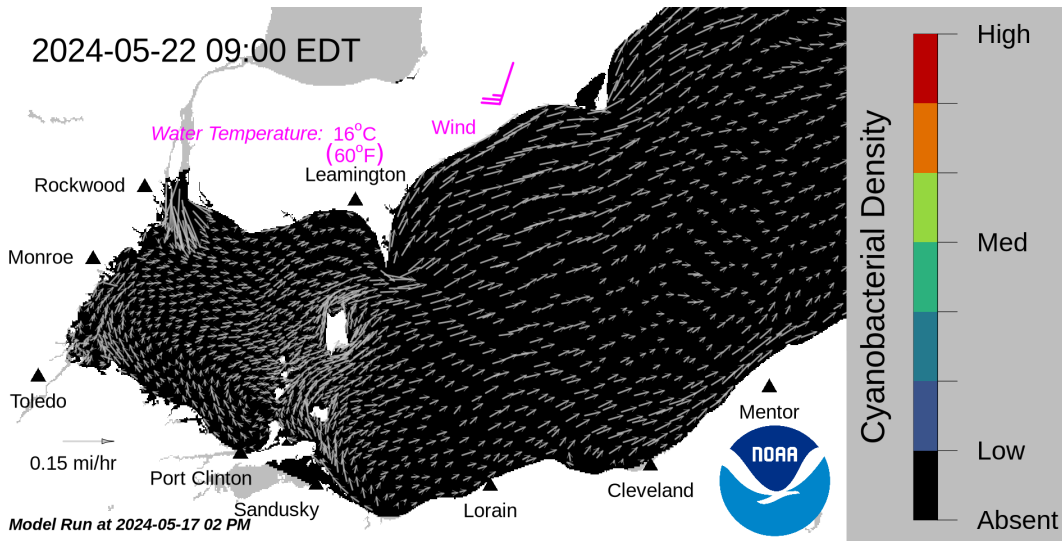 2024-05-22 09:00 EDT
Water Temperature: 16°C
(60°F)
Wind
Leamington
Rockwood
Monroe
Toledo
0.15 mi/hr
Port Clinton
Sandusky
Lorain
Cleveland
Mentor
NOAA
Model Run at 2024-05-17 02 PM
Cyanobacterial Density
High
Med
Low
Absent